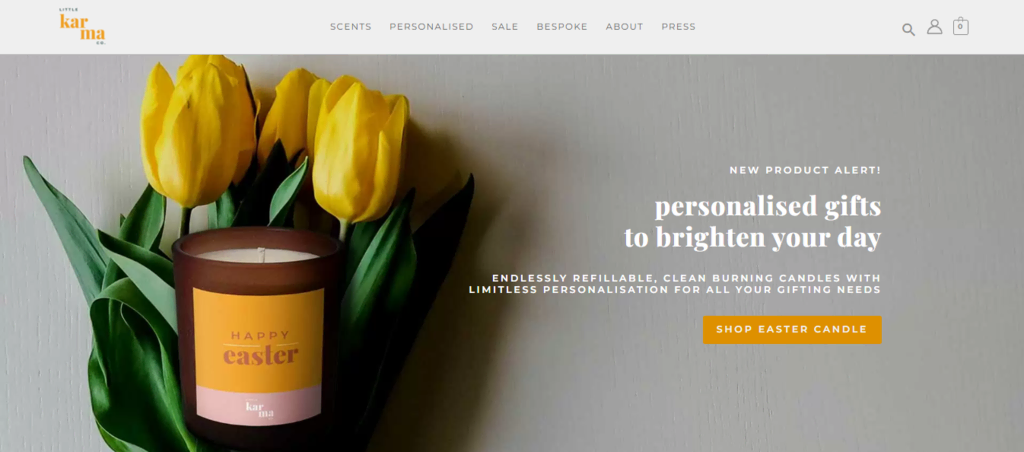 LITTLE
kar
ma
CO.
SCENTS PERSONALISED SALE BESPOKE ABOUT PRESS
0
NEW PRODUCT ALERT!
personalised gifts
to brighten your day
ENDLESSLY REFILLABLE, CLEAN BURNING CANDLES WITH
LIMITLESS PERSONALISATION FOR ALL YOUR GIFTING NEEDS
SHOP EASTER CANDLE
HAPPY
easter
kar
ma